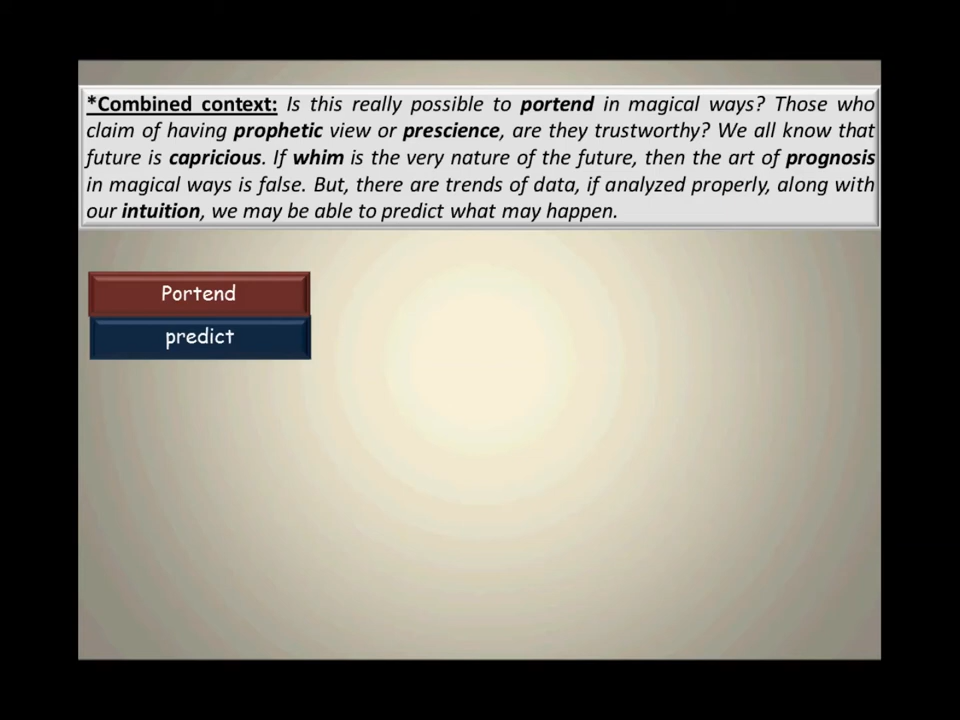 *Combined context: Is this really possible to portend in magical ways? Those who
claim of having prophetic view or prescience, are they trustworthy? We all know that
future is capricious. If whim is the very nature of the future, then the art of prognosis
in magical ways is false. But, there are trends of data, if analyzed properly, along with
our intuition, we may be able to predict what may happen.
Portend
predict